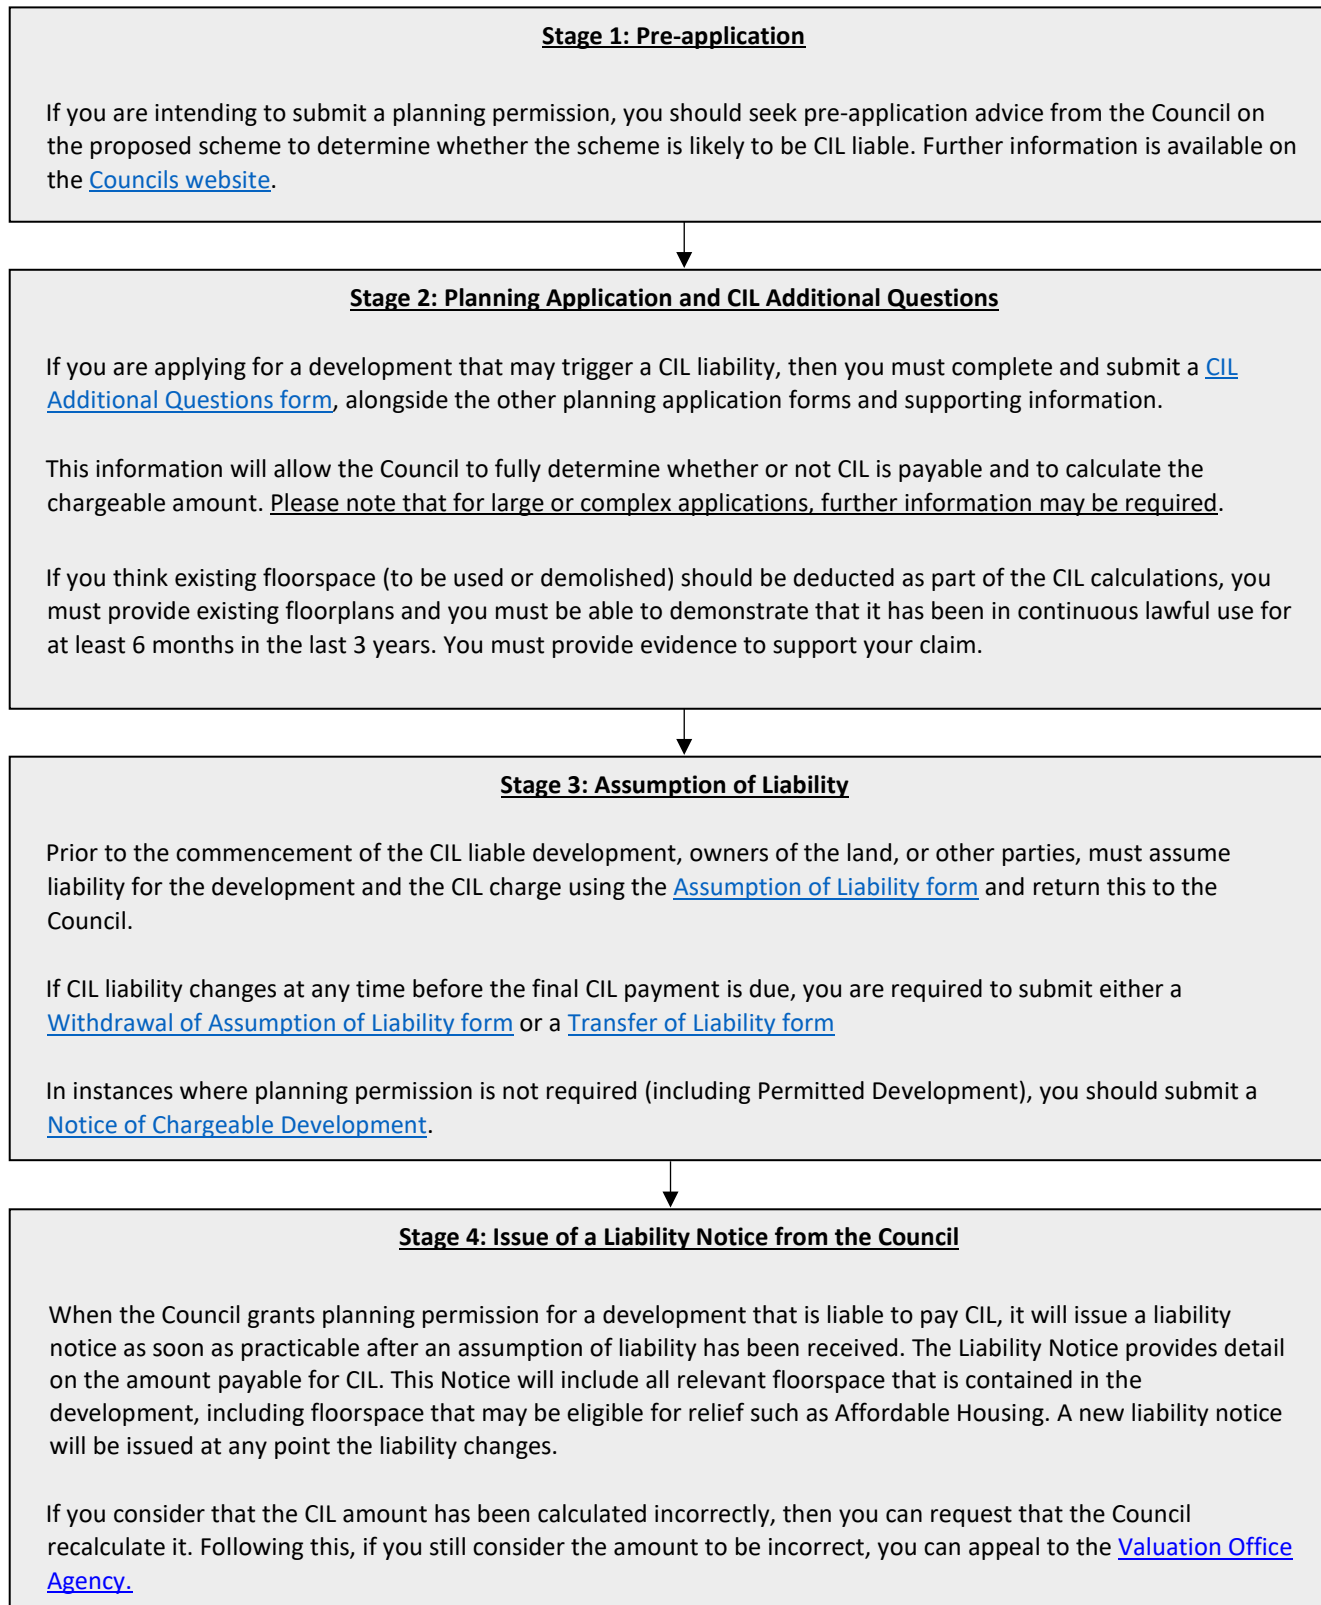 Stage 1: Pre-application
If you are intending to submit a planning permission, you should seek pre-application advice from the Council on
the proposed scheme to determine whether the scheme is likely to be CIL liable. Further information is available on
the Councils website.
Stage 2: Planning Application and CIL Additional Questions
If you are applying for a development that may trigger a CIL liability, then you must complete and submit a CIL
Additional Questions form, alongside the other planning application forms and supporting information.
This information will allow the Council to fully determine whether or not CIL is payable and to calculate the
chargeable amount. Please note that for large or complex applications, further information may be required.
If you think existing floorspace (to be used or demolished) should be deducted as part of the CIL calculations, you
must provide existing floorplans and you must be able to demonstrate that it has been in continuous lawful use for
at least 6 months in the last 3 years. You must provide evidence to support your claim.
Stage 3: Assumption of Liability
Prior to the commencement of the CIL liable development, owners of the land, or other parties, must assume
liability for the development and the CIL charge using the Assumption of Liability form and return this to the
Council.
If CIL liability changes at any time before the final CIL payment is due, you are required to submit either a
Withdrawal of Assumption of Liability form or a Transfer of Liability form
In instances where planning permission is not required (including Permitted Development), you should submit a
Notice of Chargeable Development.
Stage 4: Issue of a Liability Notice from the Council
When the Council grants planning permission for a development that is liable to pay CIL, it will issue a liability
notice as soon as practicable after an assumption of liability has been received. The Liability Notice provides detail
on the amount payable for CIL. This Notice will include all relevant floorspace that is contained in the
development, including floorspace that may be eligible for relief such as Affordable Housing. A new liability notice
will be issued at any point the liability changes.
If you consider that the CIL amount has been calculated incorrectly, then you can request that the Council
recalculate it. Following this, if you still consider the amount to be incorrect, you can appeal to the Valuation Office
Agency.